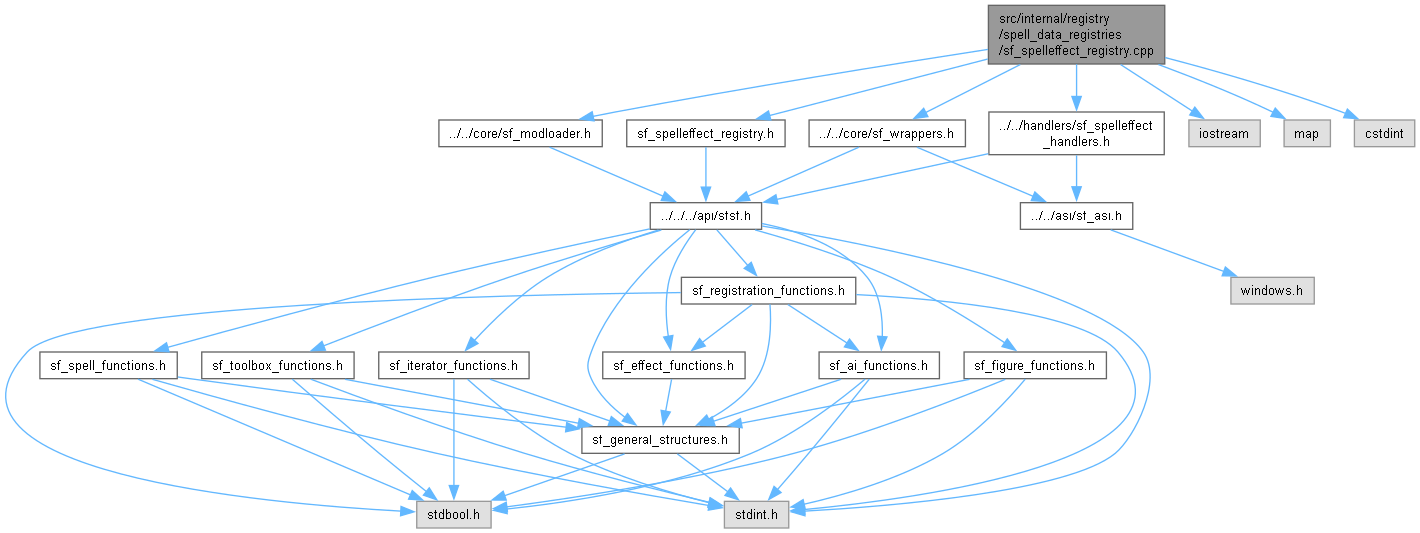 src/internal/registry
/spell_data_registries
/sf_spelleffect_registry.cpp
../../core/sf_modloader.h
sf_spelleffect_registry.h
../../core/sf_wrappers.h
../../handlers/sf_spelleffect
_handlers.h
iostream
map
cstdint
../../../api/sfsf.h
../../asi/sf_asi.h
sf_registration_functions.h
windows.h
sf_spell_functions.h
sf_toolbox_functions.h
sf_iterator_functions.h
sf_effect_functions.h
sf_ai_functions.h
sf_figure_functions.h
sf_general_structures.h
stdbool.h
stdint.h